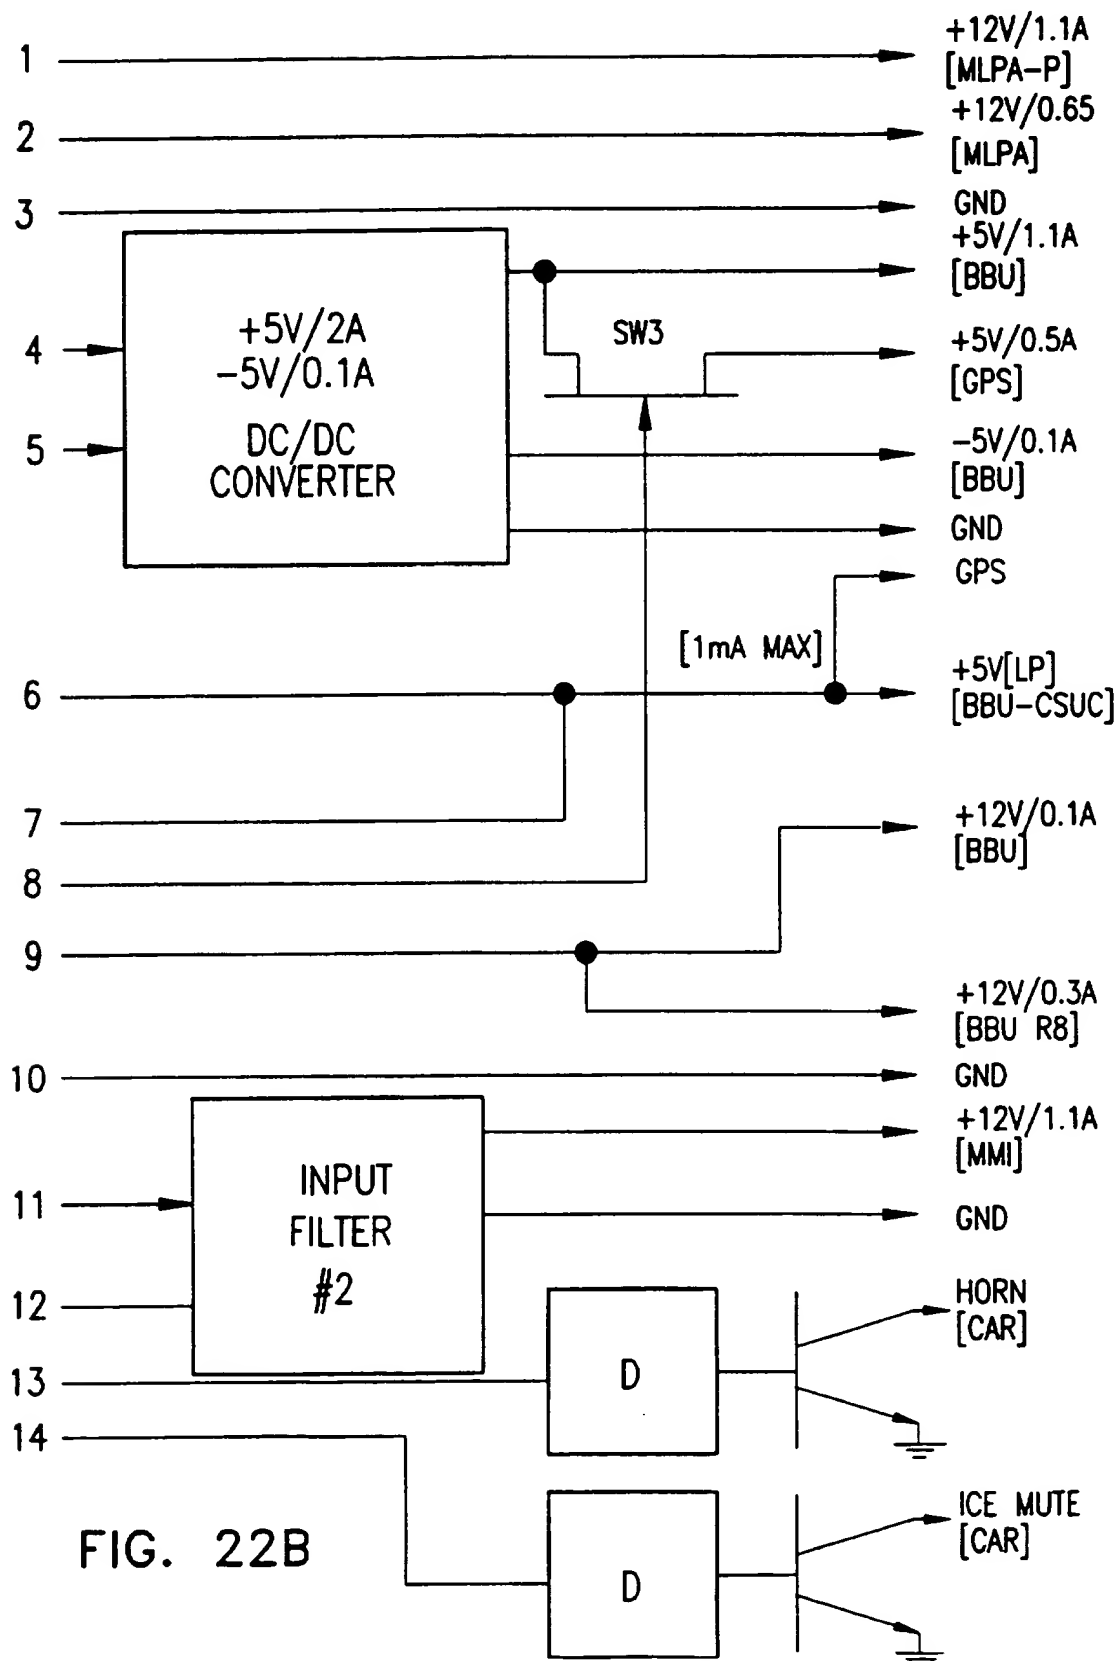 1
+12V/1.1A
[MLPA-P]
2
+12V/0.65
[MLPA]
3
GND
+5V/1.1A
[BBU]
+5V/2A
-5V/0.1A
DC/DC
CONVERTER
SW3
4
+5V/0.5A
[GPS]
5
-5V/0.1A
[BBU]
GND
GPS
[1mA MAX]
6
+5V[LP]
[BBU-CSUC]
7
+12V/0.1A
[BBU]
8
9
+12V/0.3A
[BBU R8]
10
GND
+12V/1.1A
[MMI]
INPUT
FILTER
#2
11
GND
12
HORN
[CAR]
13
D
14
ICE MUTE
[CAR]
D
FIG. 22B